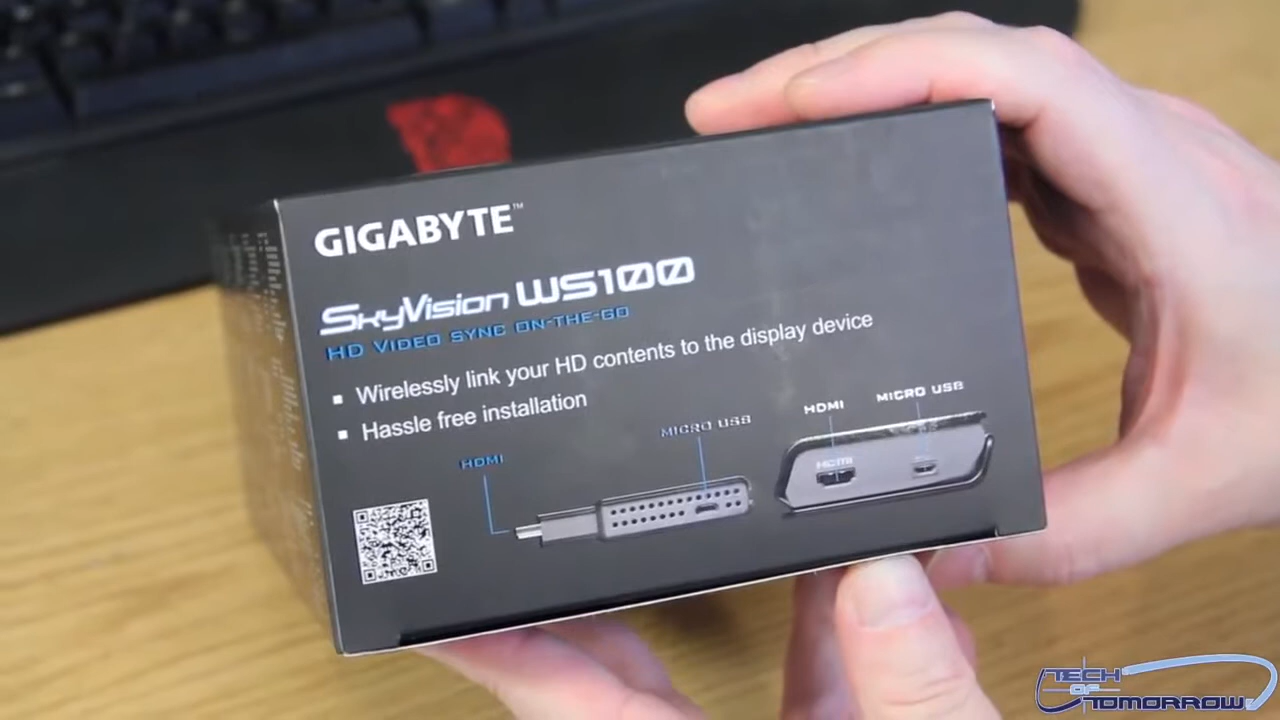 GIGABYTE™
SkyVision WS100
HD VIDEO SYNC ON-THE-GO
▪ Wirelessly link your HD contents to the display device
▪ Hassle free installation
HDMI
MICRO USB
HDMI
MICRO USB
HDMI
TECH
OF
TOMORROW